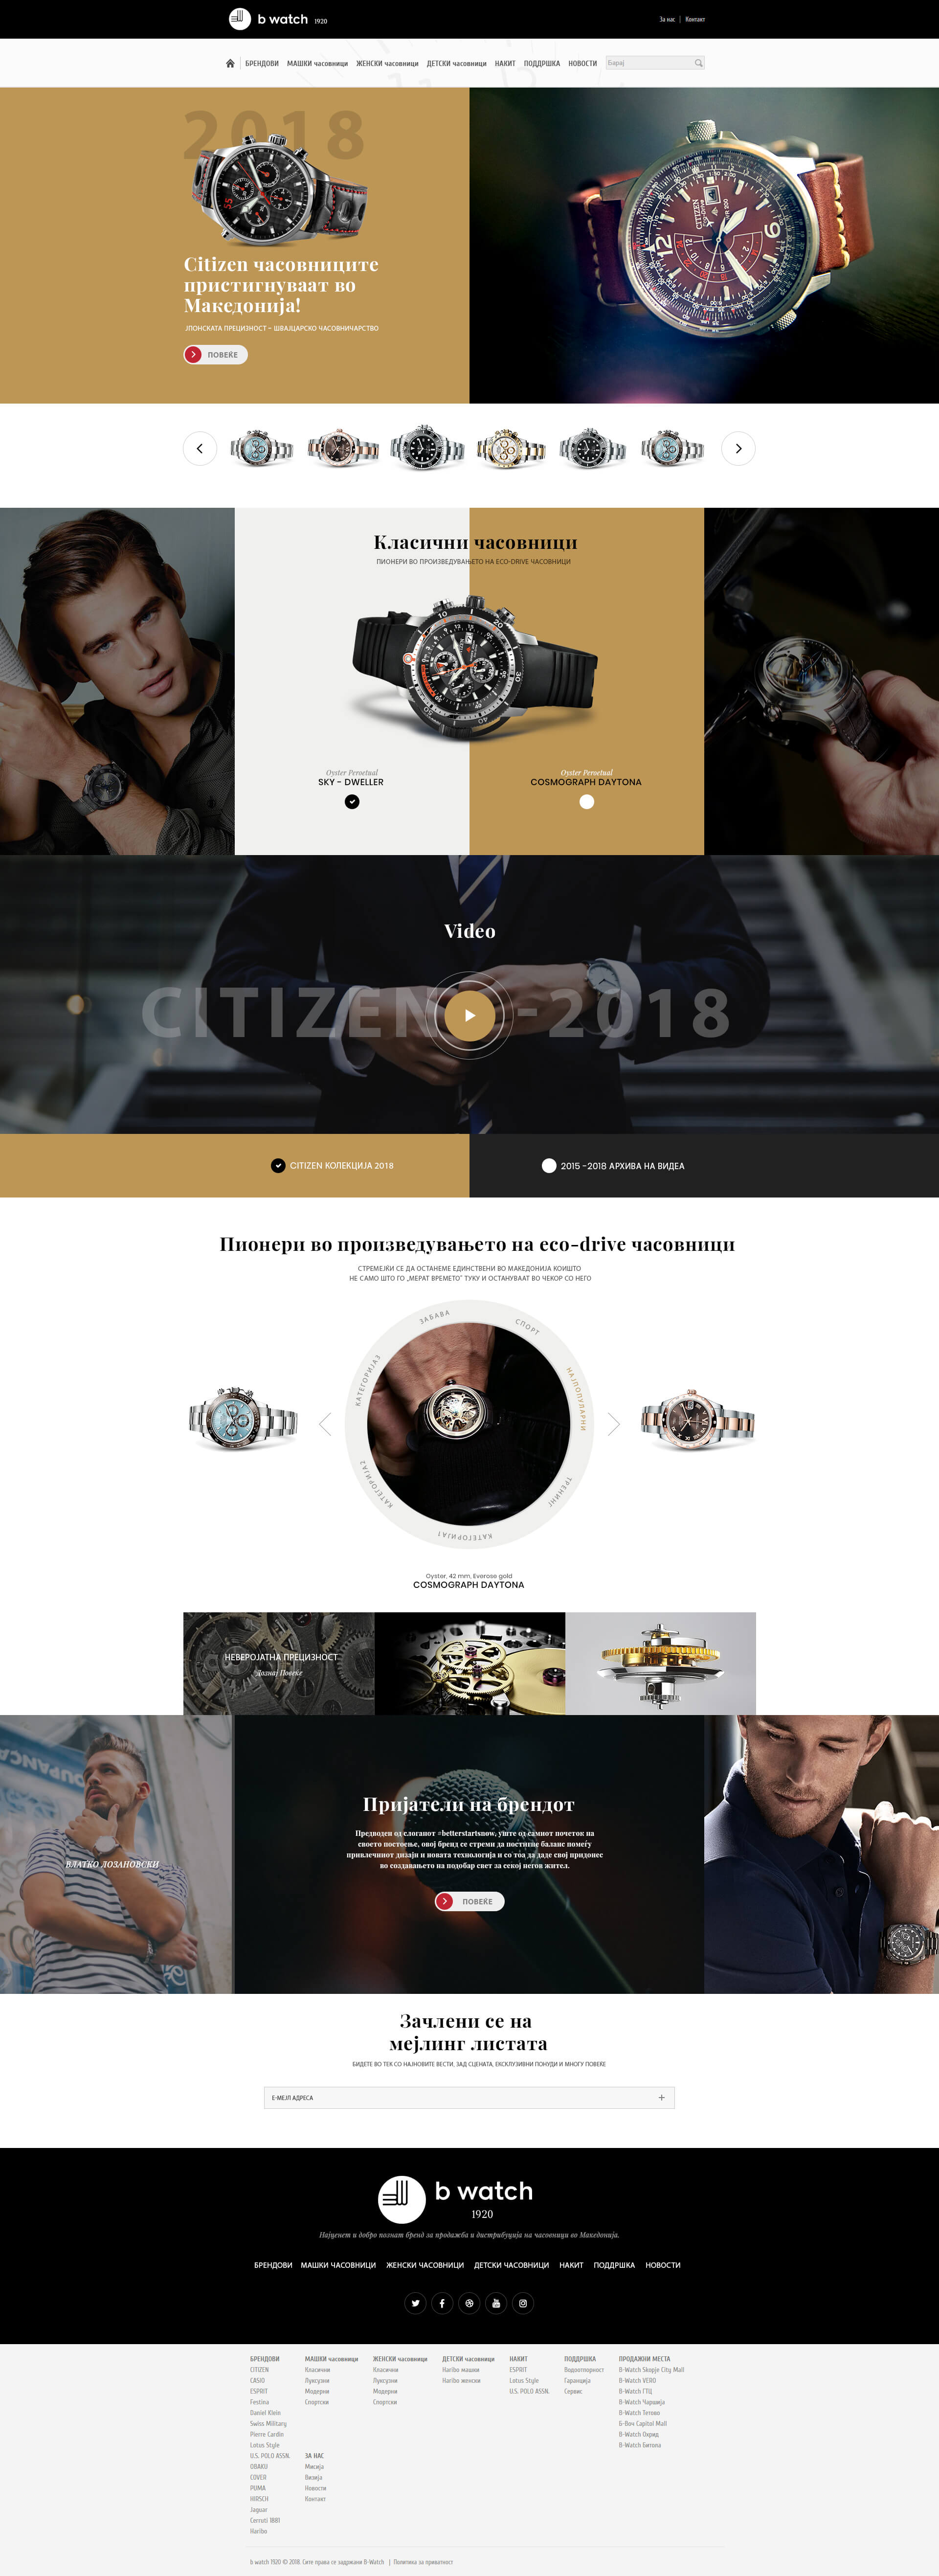 b watch 1920
За нас | Контакт
БРЕНДОВИ МАШКИ часовници ЖЕНСКИ часовници ДЕТСКИ часовници НАКИТ ПОДДРШКА НОВОСТИ
Барај
2018
Citizen часовниците
пристигнуваат во
Македонија!
ЈПОНСКАТА ПРЕЦИЗНОСТ – ШВАЈЦАРСКО ЧАСОВНИЧАРСТВО
ПОВЕЌЕ
CITIZEN
Eco-Drive
Класични часовници
ПИОНЕРИ ВО ПРОИЗВЕДУВАЊЕТО НА ECO-DRIVE ЧАСОВНИЦИ
Oyster Peroetual
SKY - DWELLER
Oyster Peroetual
COSMOGRAPH DAYTONA
Video
CITIZEN - 2018
CITIZEN КОЛЕКЦИЈА 2018
2015 -2018 АРХИВА НА ВИДЕА
Пионери во произведувањето на eco-drive часовници
СТРЕМЕЈЌИ СЕ ДА ОСТАНЕМЕ ЕДИНСТВЕНИ ВО МАКЕДОНИЈА КОИШТО
НЕ САМО ШТО ГО „МЕРАТ ВРЕМЕТО“ ТУКУ И ОСТАНУВААТ ВО ЧЕКОР СО НЕГО
ЗАБАВА
СПОРТ
НАЈПОПУЛАРНИ
ТРЕНИНГ
КАТЕГОРИЈА1
КАТЕГОРИЈА2
КАТЕГОРИЈА3
Oyster, 42 mm, Everose gold
COSMOGRAPH DAYTONA
НЕВЕРОЈАТНА ПРЕЦИЗНОСТ
Дознај Повеќе
ВЛАТКО ЛОЗАНОВСКИ
Пријатели на брендот
Предводен од слоганот #betterstartsnow, уште од самиот почеток на
своето постоење, овој бренд се стреми да постигне баланс помеѓу
привлечниот дизајн и новата технологија и со тоа да даде свој придонес
во создавањето на подобар свет за секој негов жител.
ПОВЕЌЕ
Зачлени се на
мејлинг листата
БИДЕТЕ ВО ТЕК СО НАЈНОВИТЕ ВЕСТИ, ЗАД СЦЕНАТА, ЕКСКЛУЗИВНИ ПОНУДИ И МНОГУ ПОВЕЌЕ
Е-МЕЈЛ АДРЕСА
b watch
1920
Најценет и добро познат бренд за продажба и дистрибуција на часовници во Македонија.
БРЕНДОВИ МАШКИ ЧАСОВНИЦИ ЖЕНСКИ ЧАСОВНИЦИ ДЕТСКИ ЧАСОВНИЦИ НАКИТ ПОДДРШКА НОВОСТИ
БРЕНДОВИ
CITIZEN
CASIO
ESPRIT
Festina
Daniel Klein
Swiss Military
Pierre Cardin
Lotus Style
U.S. POLO ASSN.
OBAKU
COVER
PUMA
HIRSCH
Jaguar
Cerruti 1881
Haribo
МАШКИ часовници
Класични
Луксузни
Модерни
Спортски
ЗА НАС
Мисија
Визија
Новости
Контакт
ЖЕНСКИ часовници
Класични
Луксузни
Модерни
Спортски
ДЕТСКИ часовници
Haribo машки
Haribo женски
НАКИТ
ESPRIT
Lotus Style
U.S. POLO ASSN.
ПОДДРШКА
Водоотпорност
Гаранција
Сервис
ПРОДАЖНИ МЕСТА
B-Watch Skopje City Mall
B-Watch VERO
B-Watch ГТЦ
B-Watch Чаршија
B-Watch Тетово
Б-Воч Capitol Mall
B-Watch Охрид
B-Watch Битола
b watch 1920 © 2018. Сите права се задржани B-Watch | Политика за приватност